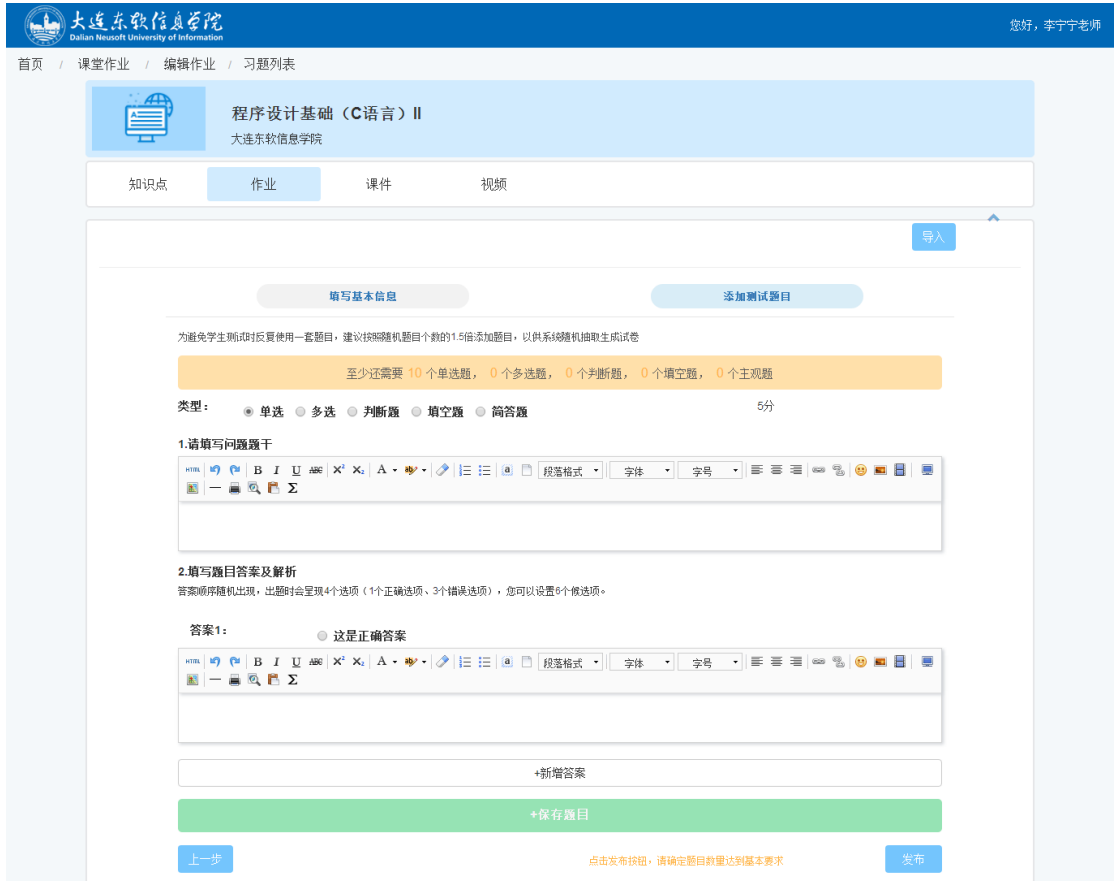 大连东软信息学院
Dalian Neusoft University of Information
您好，李宁宁老师
首页 / 课堂作业 / 编辑作业 / 习题列表
程序设计基础（C语言）II
大连东软信息学院
知识点 作业 课件 视频
导入
填写基本信息 添加测试题目
为避免学生测试时反复使用一套题目，建议按照随机题目个数的1.5倍添加题目，以供系统随机抽取生成试卷
至少还需要 10 个单选题， 0 个多选题， 0 个判断题， 0 个填空题， 0 个主观题
类型： 单选 多选 判断题 填空题 简答题 5分
1.请填写问题题干
HTML B I U ABC X² X₂ A ab a 段落格式 字体 字号
Σ
2.填写题目答案及解析
答案顺序随机出现，出题时会呈现4个选项（1个正确选项、3个错误选项），您可以设置6个候选项。
答案1： 这是正确答案
HTML B I U ABC X² X₂ A ab a 段落格式 字体 字号
Σ
+新增答案
+保存题目
上一步 点击发布按钮，请确定题目数量达到基本要求 发布